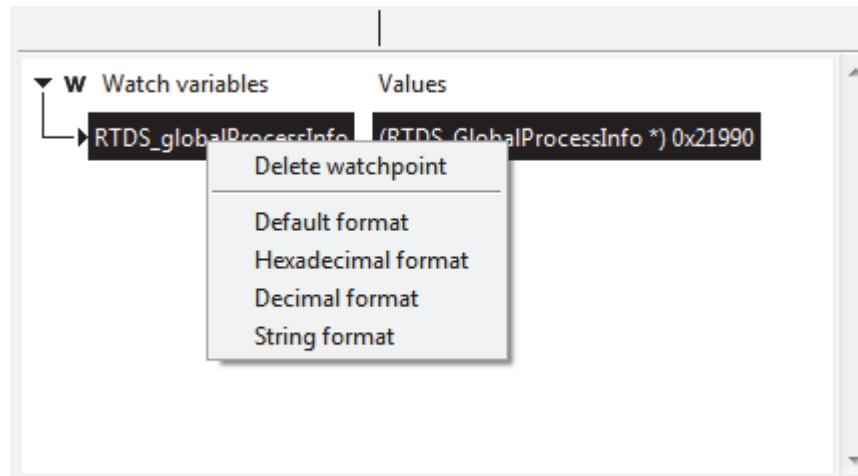 W Watch variables Values
RTDS_globalProcessInfo (RTDS_GlobalProcessInfo *) 0x21990
Delete watchpoint
Default format
Hexadecimal format
Decimal format
String format